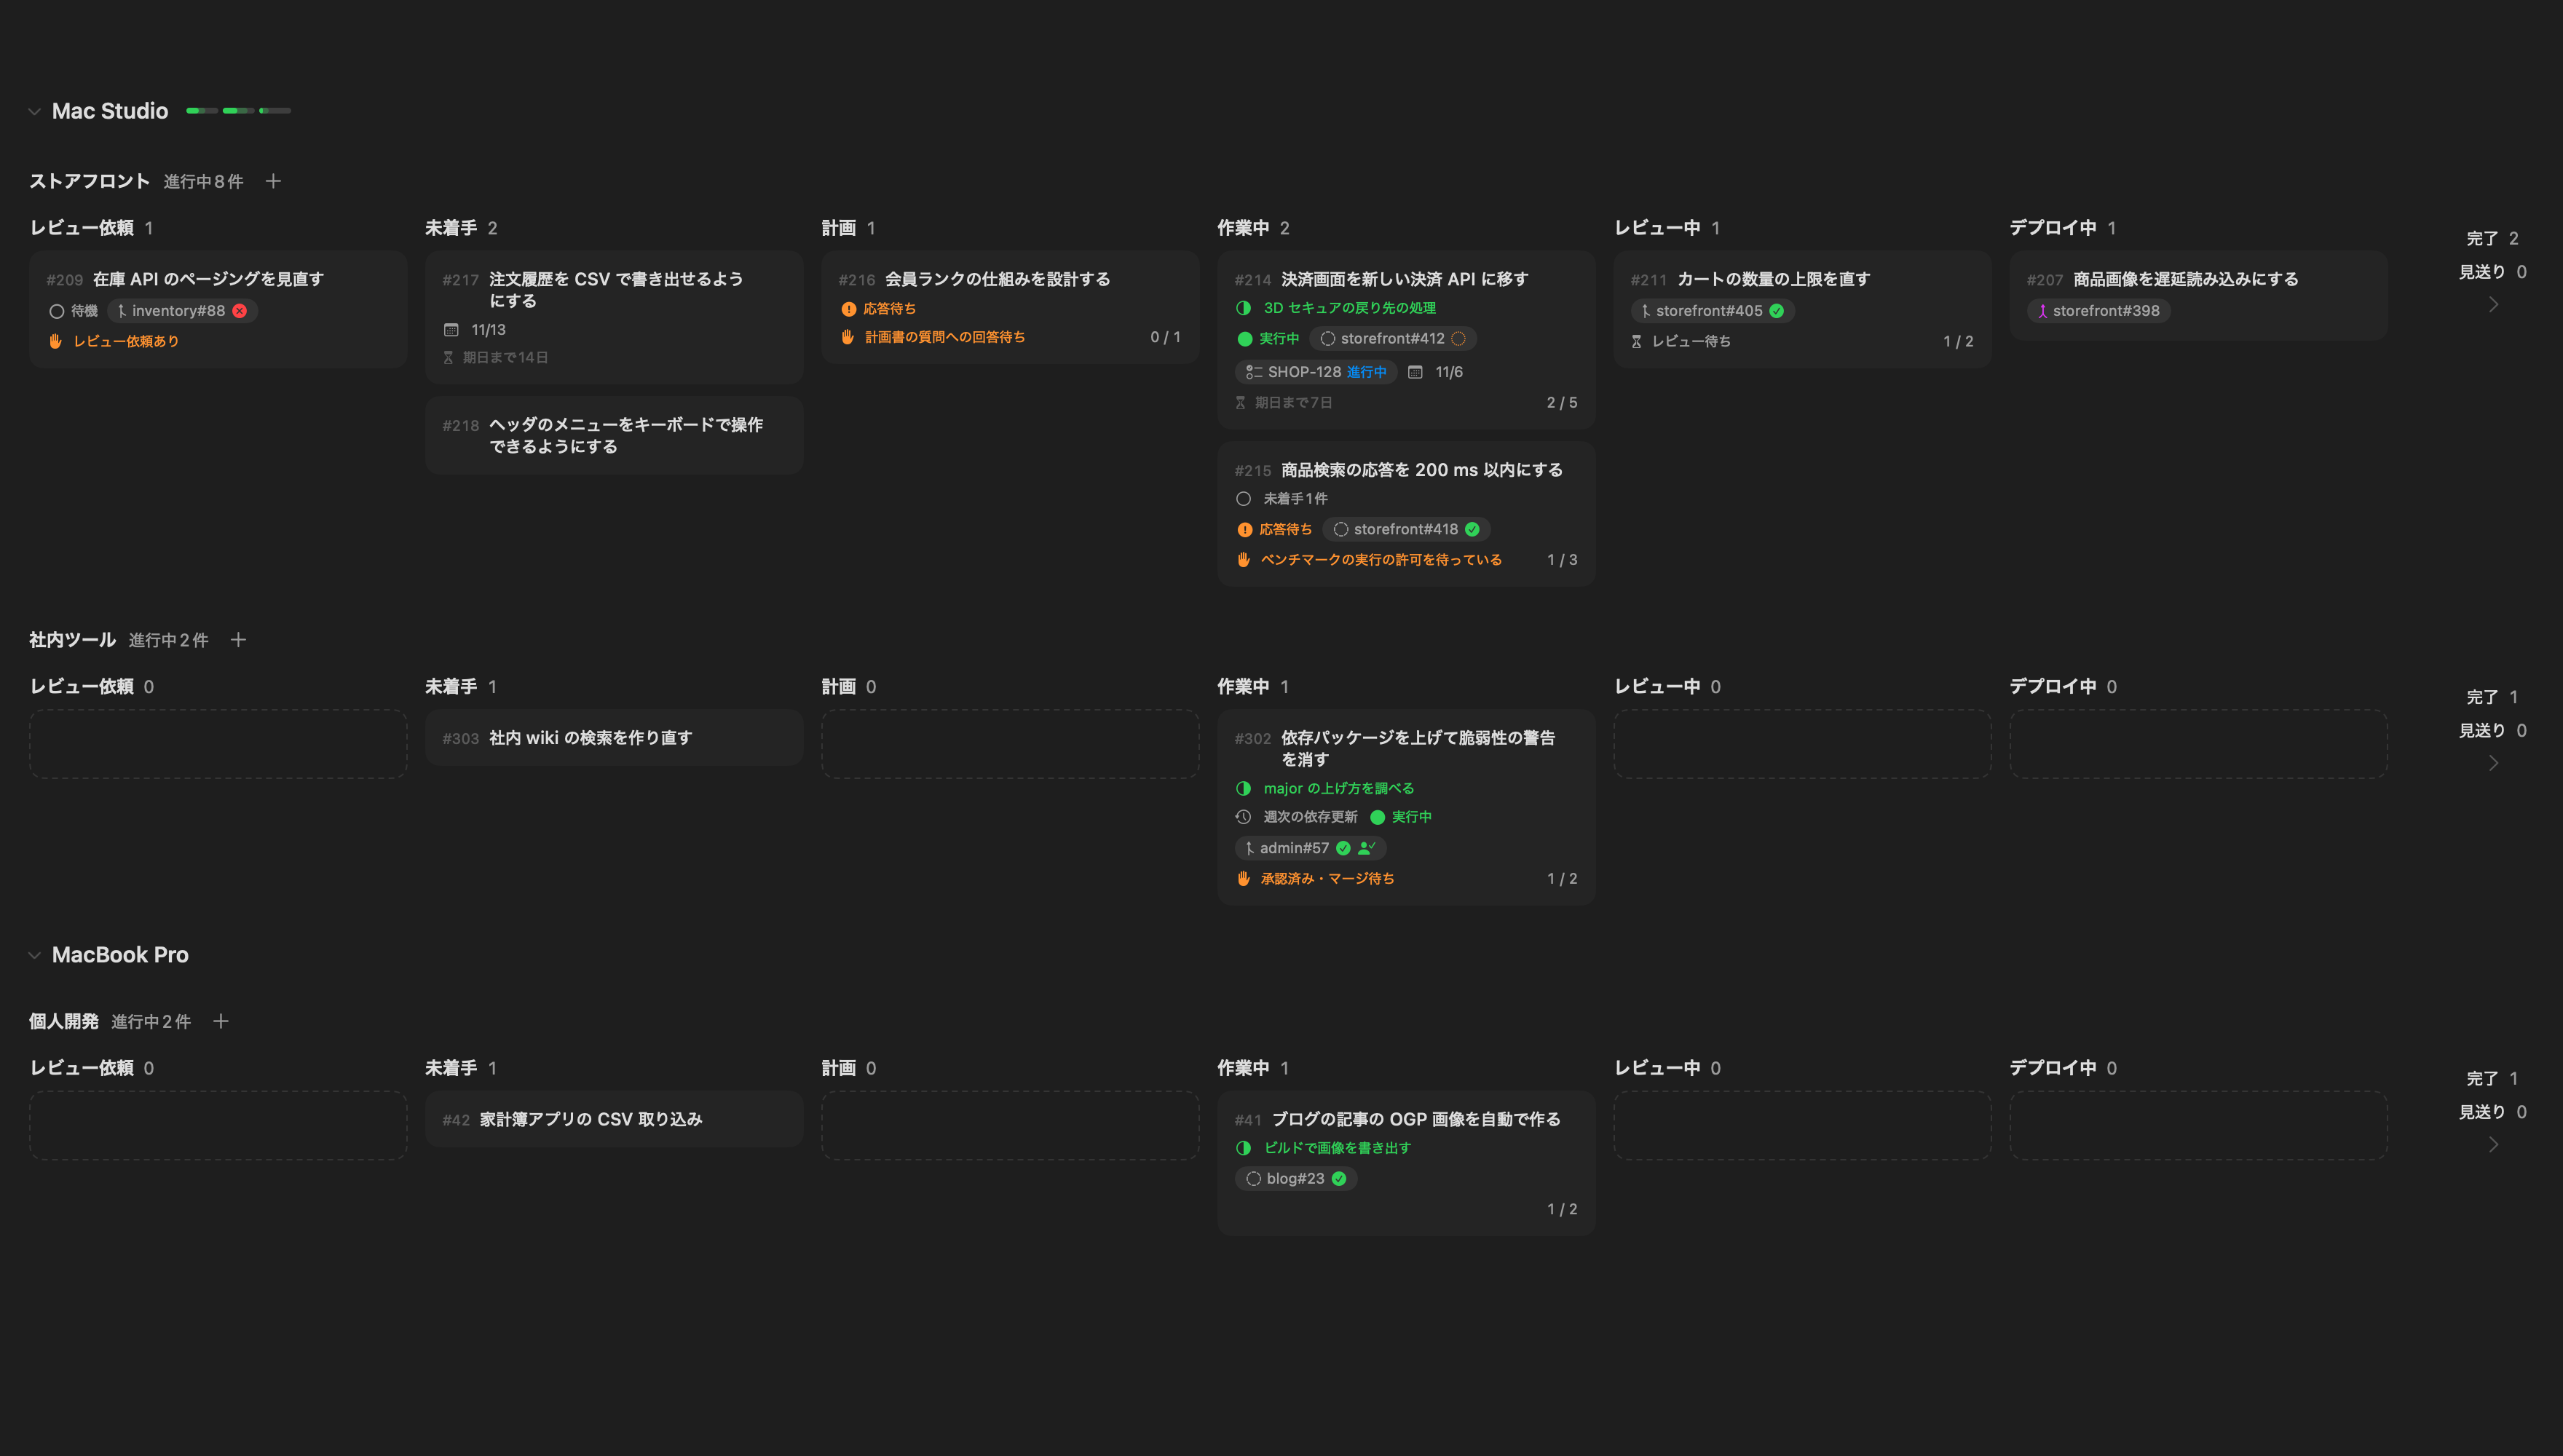 Mac Studio
ストアフロント 進行中8件
レビュー依頼 1
#209 在庫 API のページングを見直す
待機 inventory#88
レビュー依頼あり
未着手 2
#217 注文履歴を CSV で書き出せるよう
にする
11/13
期日まで14日
#218 ヘッダのメニューをキーボードで操作
できるようにする
計画 1
#216 会員ランクの仕組みを設計する
応答待ち
計画書の質問への回答待ち 0 / 1
作業中 2
#214 決済画面を新しい決済 API に移す
3D セキュアの戻り先の処理
実行中 storefront#412
SHOP-128 進行中 11/6
期日まで7日 2 / 5
#215 商品検索の応答を 200 ms 以内にする
未着手1件
応答待ち storefront#418
ベンチマークの実行の許可を待っている 1 / 3
レビュー中 1
#211 カートの数量の上限を直す
storefront#405
レビュー待ち 1 / 2
デプロイ中 1
#207 商品画像を遅延読み込みにする
storefront#398
完了 2
見送り 0
社内ツール 進行中2件
レビュー依頼 0
未着手 1
#303 社内 wiki の検索を作り直す
計画 0
作業中 1
#302 依存パッケージを上げて脆弱性の警告
を消す
major の上げ方を調べる
週次の依存更新 実行中
admin#57
承認済み・マージ待ち 1 / 2
レビュー中 0
デプロイ中 0
完了 1
見送り 0
MacBook Pro
個人開発 進行中2件
レビュー依頼 0
未着手 1
#42 家計簿アプリの CSV 取り込み
計画 0
作業中 1
#41 ブログの記事の OGP 画像を自動で作る
ビルドで画像を書き出す
blog#23
1 / 2
レビュー中 0
デプロイ中 0
完了 1
見送り 0